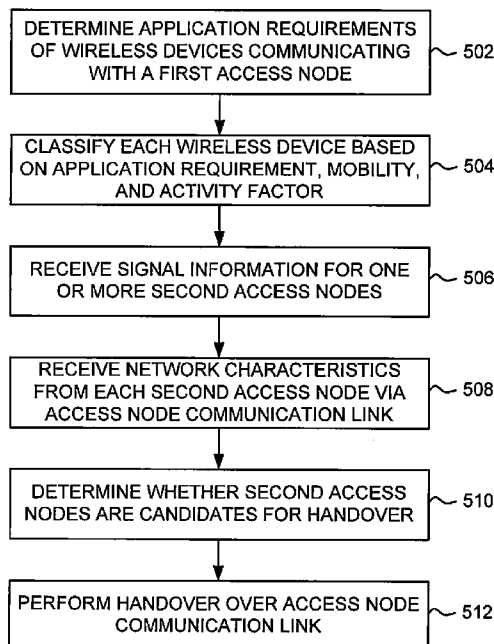 DETERMINE APPLICATION REQUIREMENTS
OF WIRELESS DEVICES COMMUNICATING
WITH A FIRST ACCESS NODE
502
CLASSIFY EACH WIRELESS DEVICE BASED
ON APPLICATION REQUIREMENT, MOBILITY,
AND ACTIVITY FACTOR
504
RECEIVE SIGNAL INFORMATION FOR ONE
OR MORE SECOND ACCESS NODES
506
RECEIVE NETWORK CHARACTERISTICS
FROM EACH SECOND ACCESS NODE VIA
ACCESS NODE COMMUNICATION LINK
508
DETERMINE WHETHER SECOND ACCESS
NODES ARE CANDIDATES FOR HANDOVER
510
PERFORM HANDOVER OVER ACCESS NODE
COMMUNICATION LINK
512